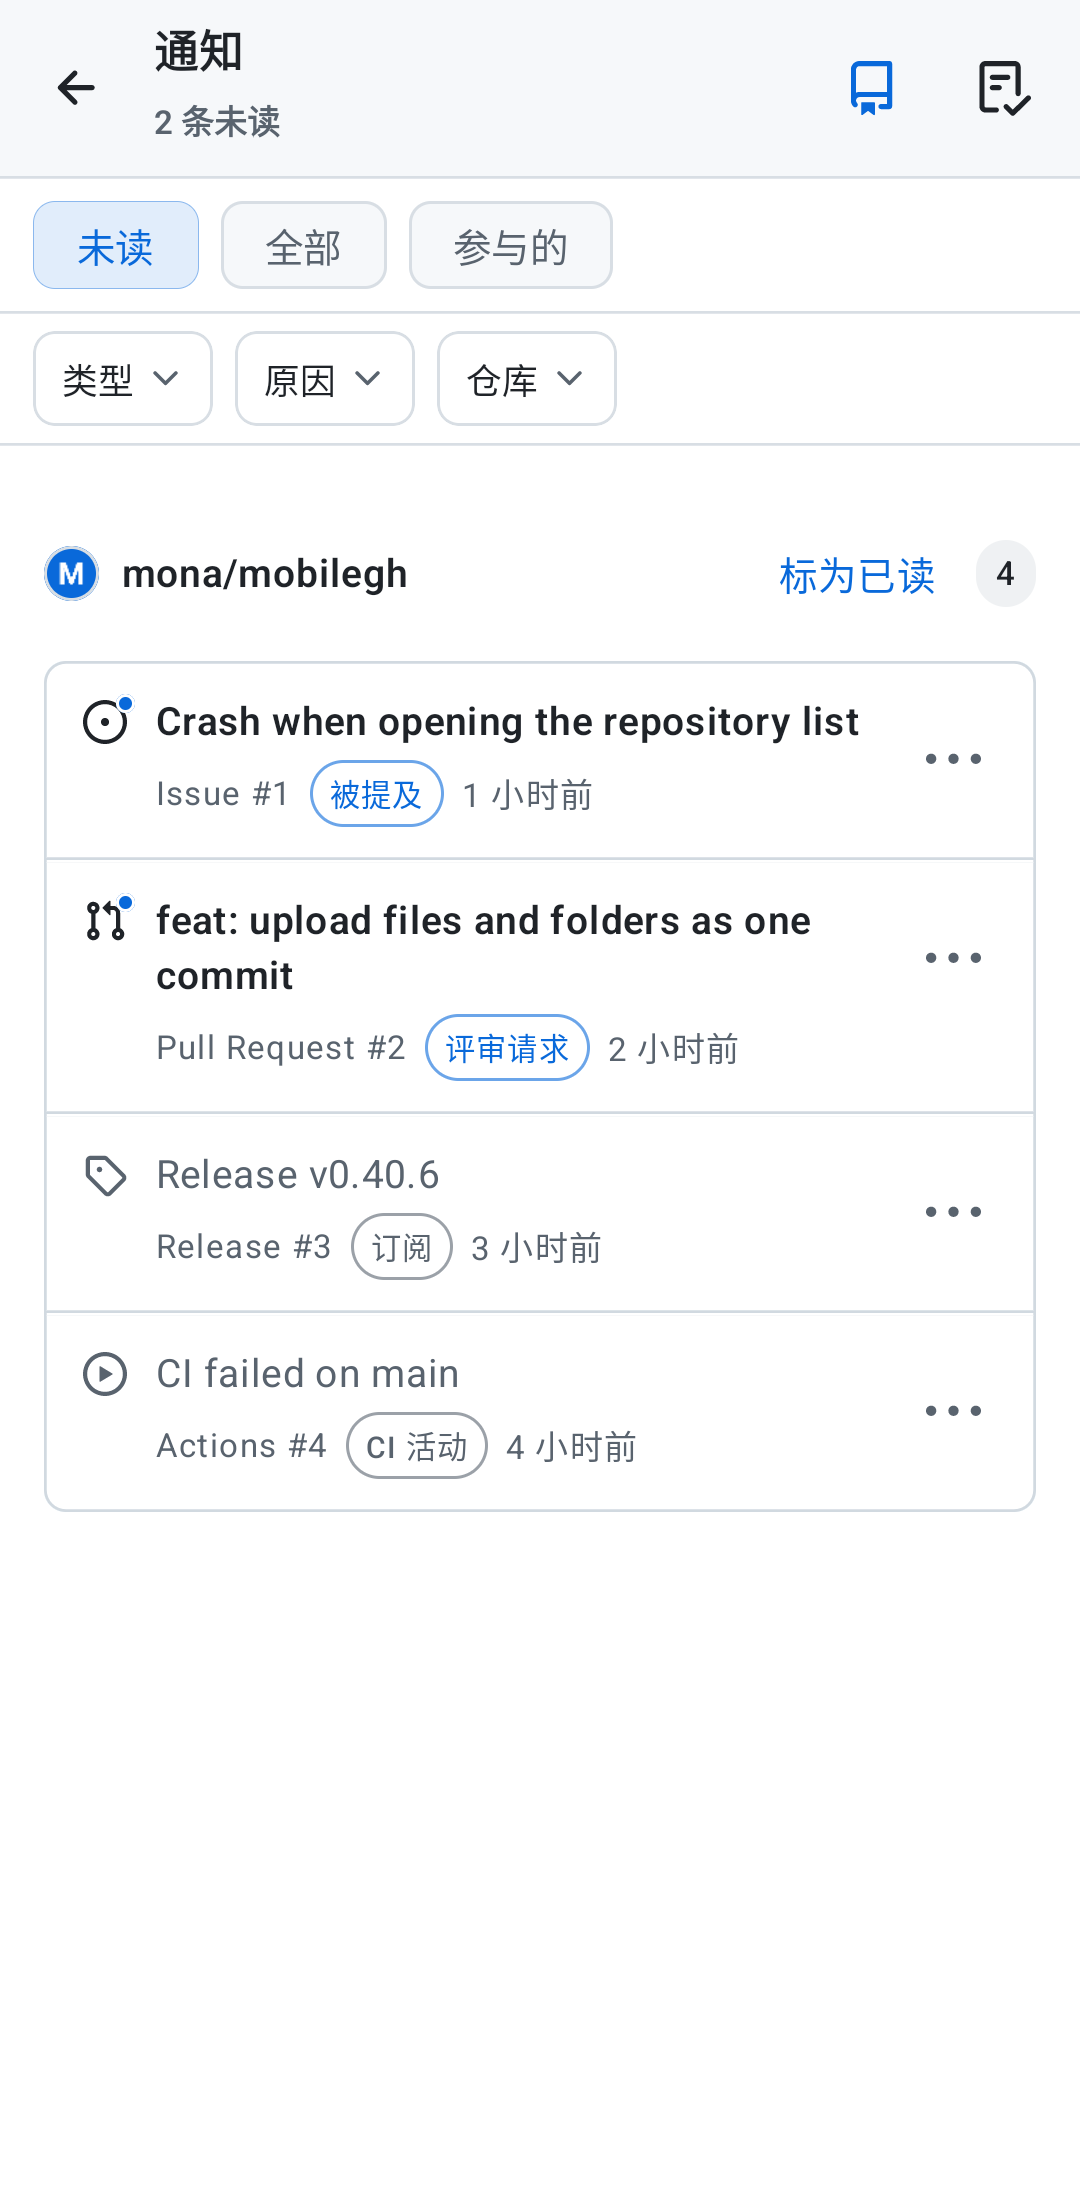 通知
2 条未读
未读 全部 参与的
类型 原因 仓库
M mona/mobilegh 标为已读 4
Crash when opening the repository list
Issue #1 被提及 1 小时前
feat: upload files and folders as one
commit
Pull Request #2 评审请求 2 小时前
Release v0.40.6
Release #3 订阅 3 小时前
CI failed on main
Actions #4 CI 活动 4 小时前